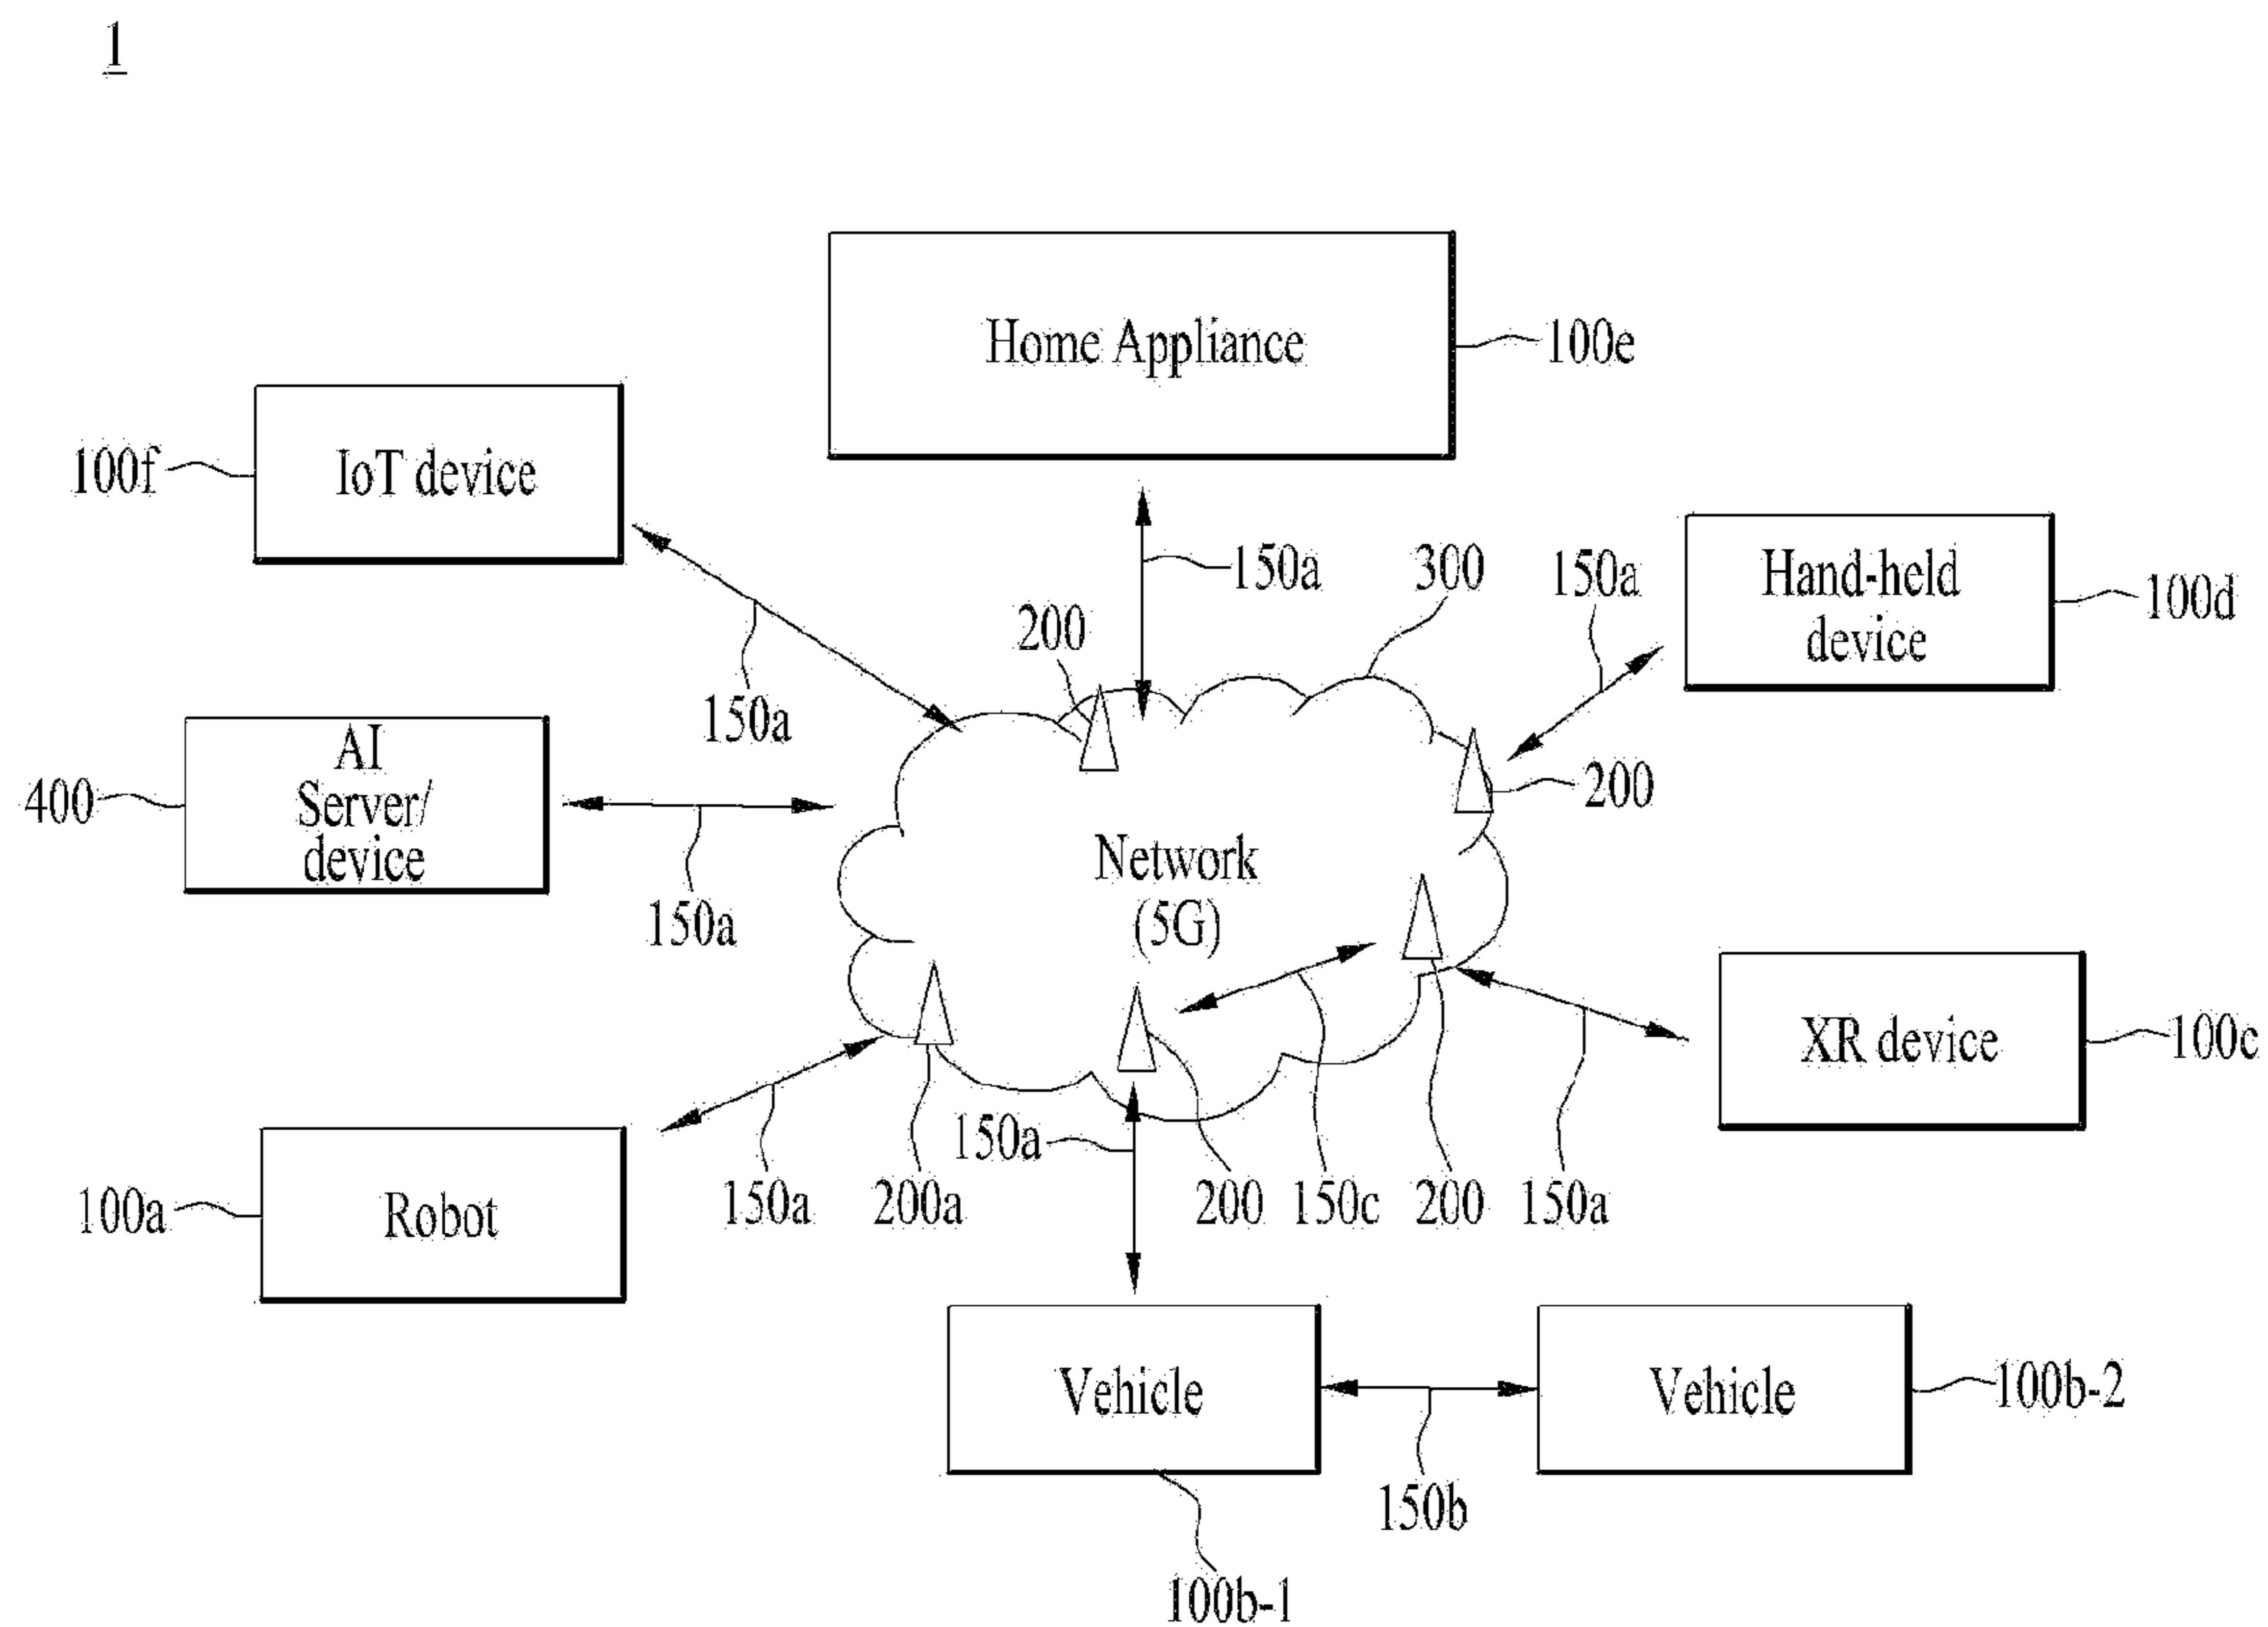 1
Home Appliance
100e
100f
IoT device
150a
300
150a
Hand-held
device
100d
200
150a
200
400
AI
Server/
device
150a
Network
(5G)
XR device
100c
100a
Robot
150a
200a
150a
200
150c
200
150a
Vehicle
Vehicle
100b-2
150b
100b-1